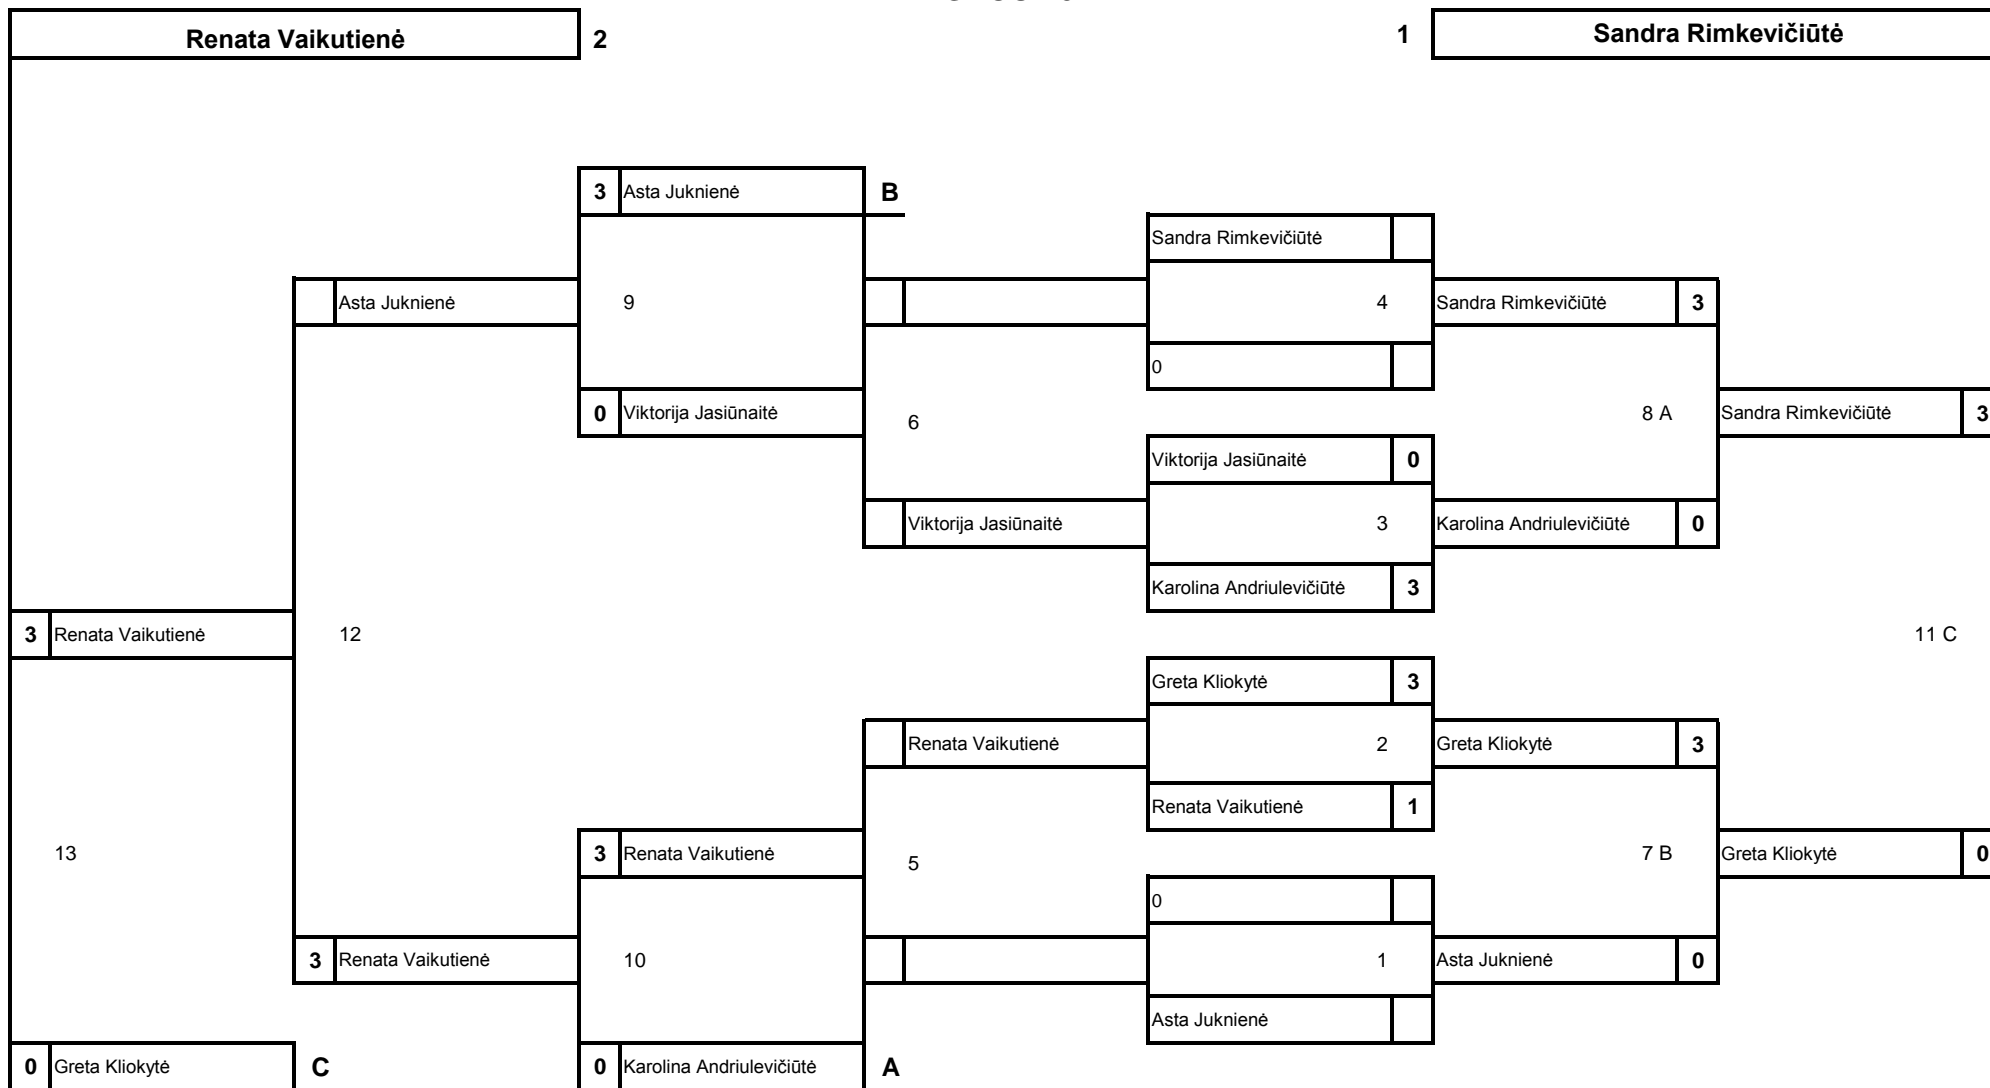 Renata Vaikutienė 2 1 Sandra Rimkevičiūtė
3 Asta Juknienė B
Sandra Rimkevičiūtė
Asta Juknienė 9 4 Sandra Rimkevičiūtė 3
0
0 Viktorija Jasiūnaitė 6 8 A Sandra Rimkevičiūtė 3
Viktorija Jasiūnaitė 0
Viktorija Jasiūnaitė 3 Karolina Andriulevičiūtė 0
Karolina Andriulevičiūtė 3
3 Renata Vaikutienė 12 11 C
Greta Kliokytė 3
Renata Vaikutienė 2 Greta Kliokytė 3
Renata Vaikutienė 1
13 3 Renata Vaikutienė 5 7 B Greta Kliokytė 0
0
3 Renata Vaikutienė 10 1 Asta Juknienė 0
Asta Juknienė
0 Greta Kliokytė C 0 Karolina Andriulevičiūtė A